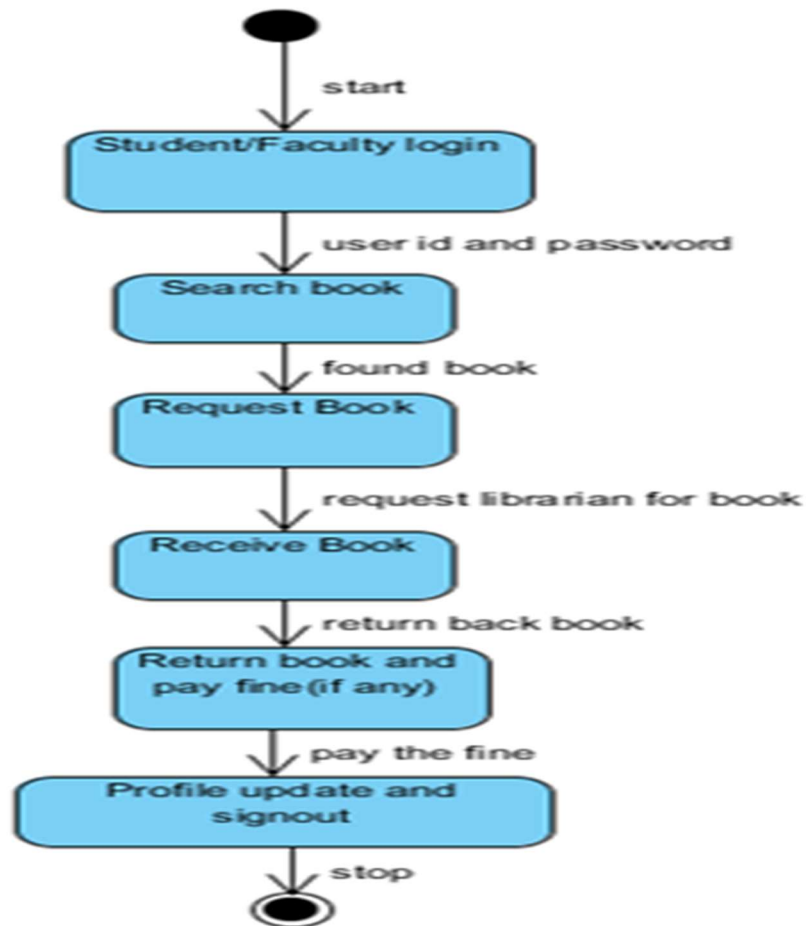 start
Student/Faculty login
user id and password
Search book
found book
Request Book
request librarian for book
Receive Book
return back book
Return book and
pay fine(if any)
pay the fine
Profile update and
signout
stop